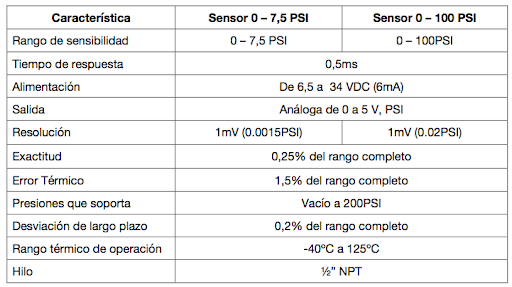 Característica Sensor 0 – 7,5 PSI Sensor 0 – 100 PSI
Rango de sensibilidad 0 – 7,5 PSI 0 – 100PSI
Tiempo de respuesta 0,5ms
Alimentación De 6,5 a 34 VDC (6mA)
Salida Análoga de 0 a 5 V, PSI
Resolución 1mV (0.0015PSI) 1mV (0.02PSI)
Exactitud 0,25% del rango completo
Error Térmico 1,5% del rango completo
Presiones que soporta Vacío a 200PSI
Desviación de largo plazo 0,2% del rango completo
Rango térmico de operación -40ºC a 125ºC
Hilo ½” NPT